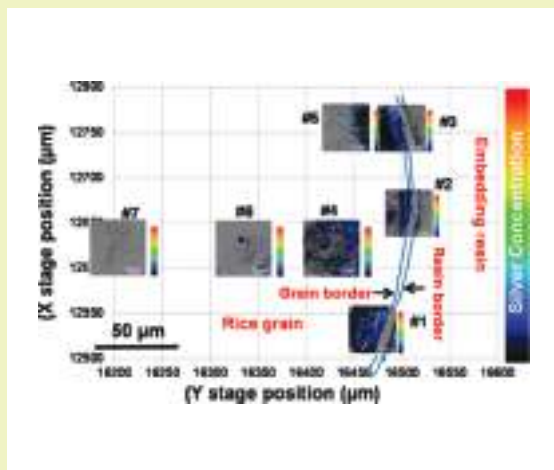 12800
#5
#3
12750
12700
#2
#7
#6
#4
Grain border
12550
Rice grain
#1
50 µm
12500
Embedding resin
Resin border
Silver Concentration
(X stage position (µm)
16200 16250 16300 16350 16400 16450 16500 16550 16600
(Y stage position (µm)